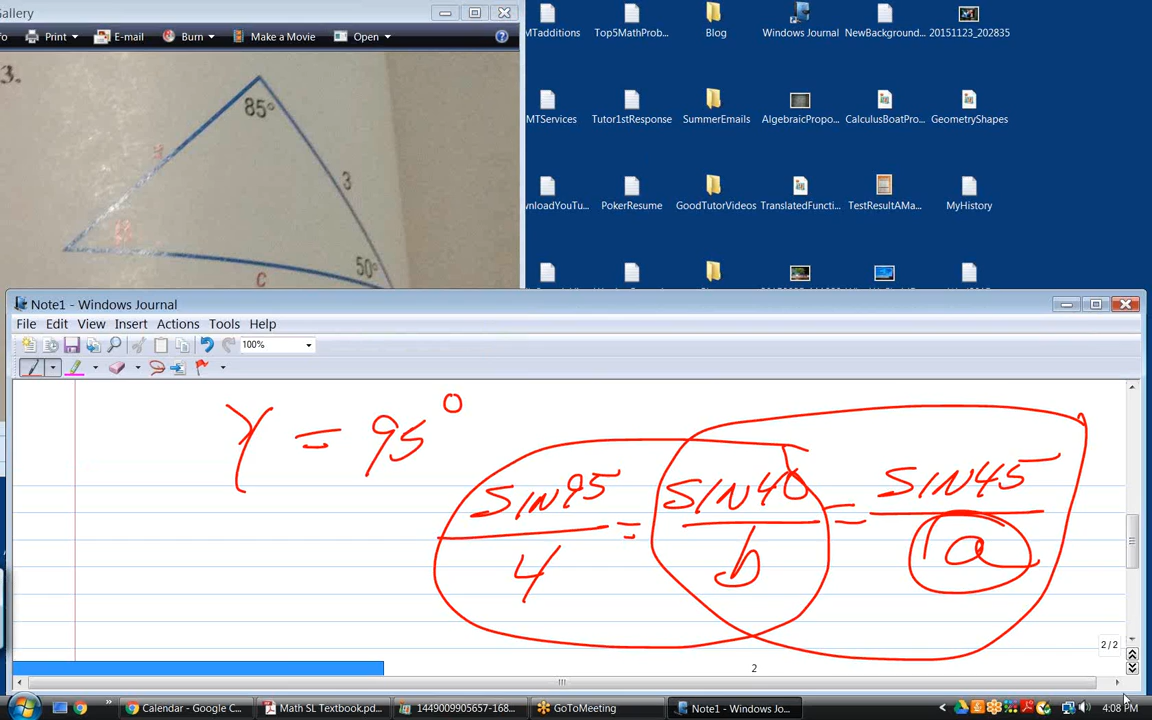 Gallery
Print E-mail Burn Make a Movie Open
3.
85°
3
50°
c
MTadditions Top5MathProb... Blog Windows Journal NewBackground... 20151123_202835
MTServices Tutor1stResponse SummerEmails AlgebraicPropo... CalculusBoatPro... GeometryShapes
wnloadYouTu... PokerResume GoodTutorVideos TranslatedFuncti... TestResultAMa... MyHistory
Note1 - Windows Journal
File Edit View Insert Actions Tools Help
100%
γ = 95°
SIN95/4 = SIN40/b = SIN45/a
2 / 2
2
Calendar - Google C... Math SL Textbook.pd... 1449009905657-168... GoToMeeting Note1 - Windows Jo... 4:08 PM